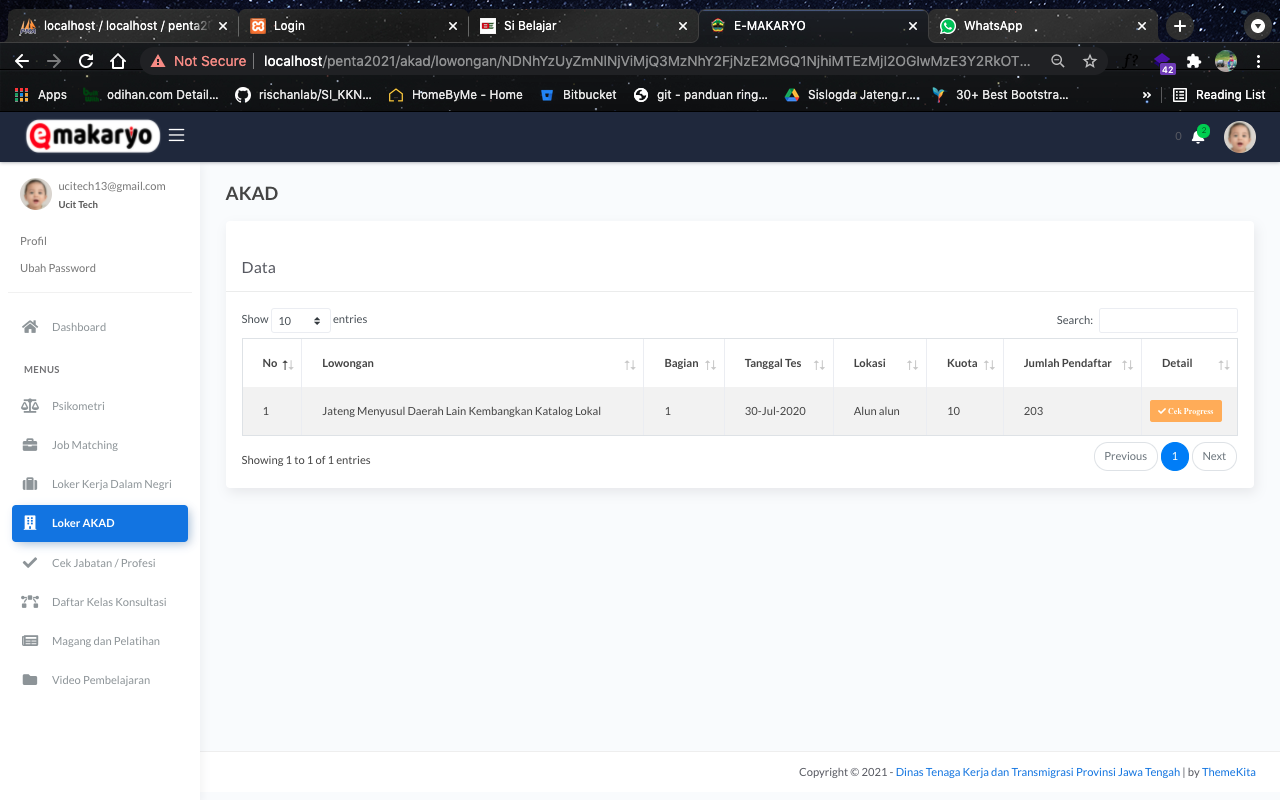 localhost / localhost / penta2
Login
Si Belajar
E-MAKARYO
WhatsApp
Not Secure
localhost/penta2021/akad/lowongan/NDNhYzUyZmNlNjViMjQ3MzNhY2FjNzE2MGQ1NjhiMTEzMjI2OGIwMzE3Y2RkOT...
42
Apps
odihan.com Detail...
rischanlab/SI_KKN...
HomeByMe - Home
Bitbucket
git - panduan ring...
Sislogda Jateng.r...
30+ Best Bootstra...
»
Reading List
emakaryo
0
2
ucitech13@gmail.com
Ucit Tech
Profil
Ubah Password
Dashboard
MENUS
Psikometri
Job Matching
Loker Kerja Dalam Negri
Loker AKAD
Cek Jabatan / Profesi
Daftar Kelas Konsultasi
Magang dan Pelatihan
Video Pembelajaran
AKAD
Data
Show 10 entries
Search:
No Lowongan Bagian Tanggal Tes Lokasi Kuota Jumlah Pendaftar Detail
1 Jateng Menyusul Daerah Lain Kembangkan Katalog Lokal 1 30-Jul-2020 Alun alun 10 203 Cek Progress
Showing 1 to 1 of 1 entries
Previous 1 Next
Copyright © 2021 - Dinas Tenaga Kerja dan Transmigrasi Provinsi Jawa Tengah | by ThemeKita